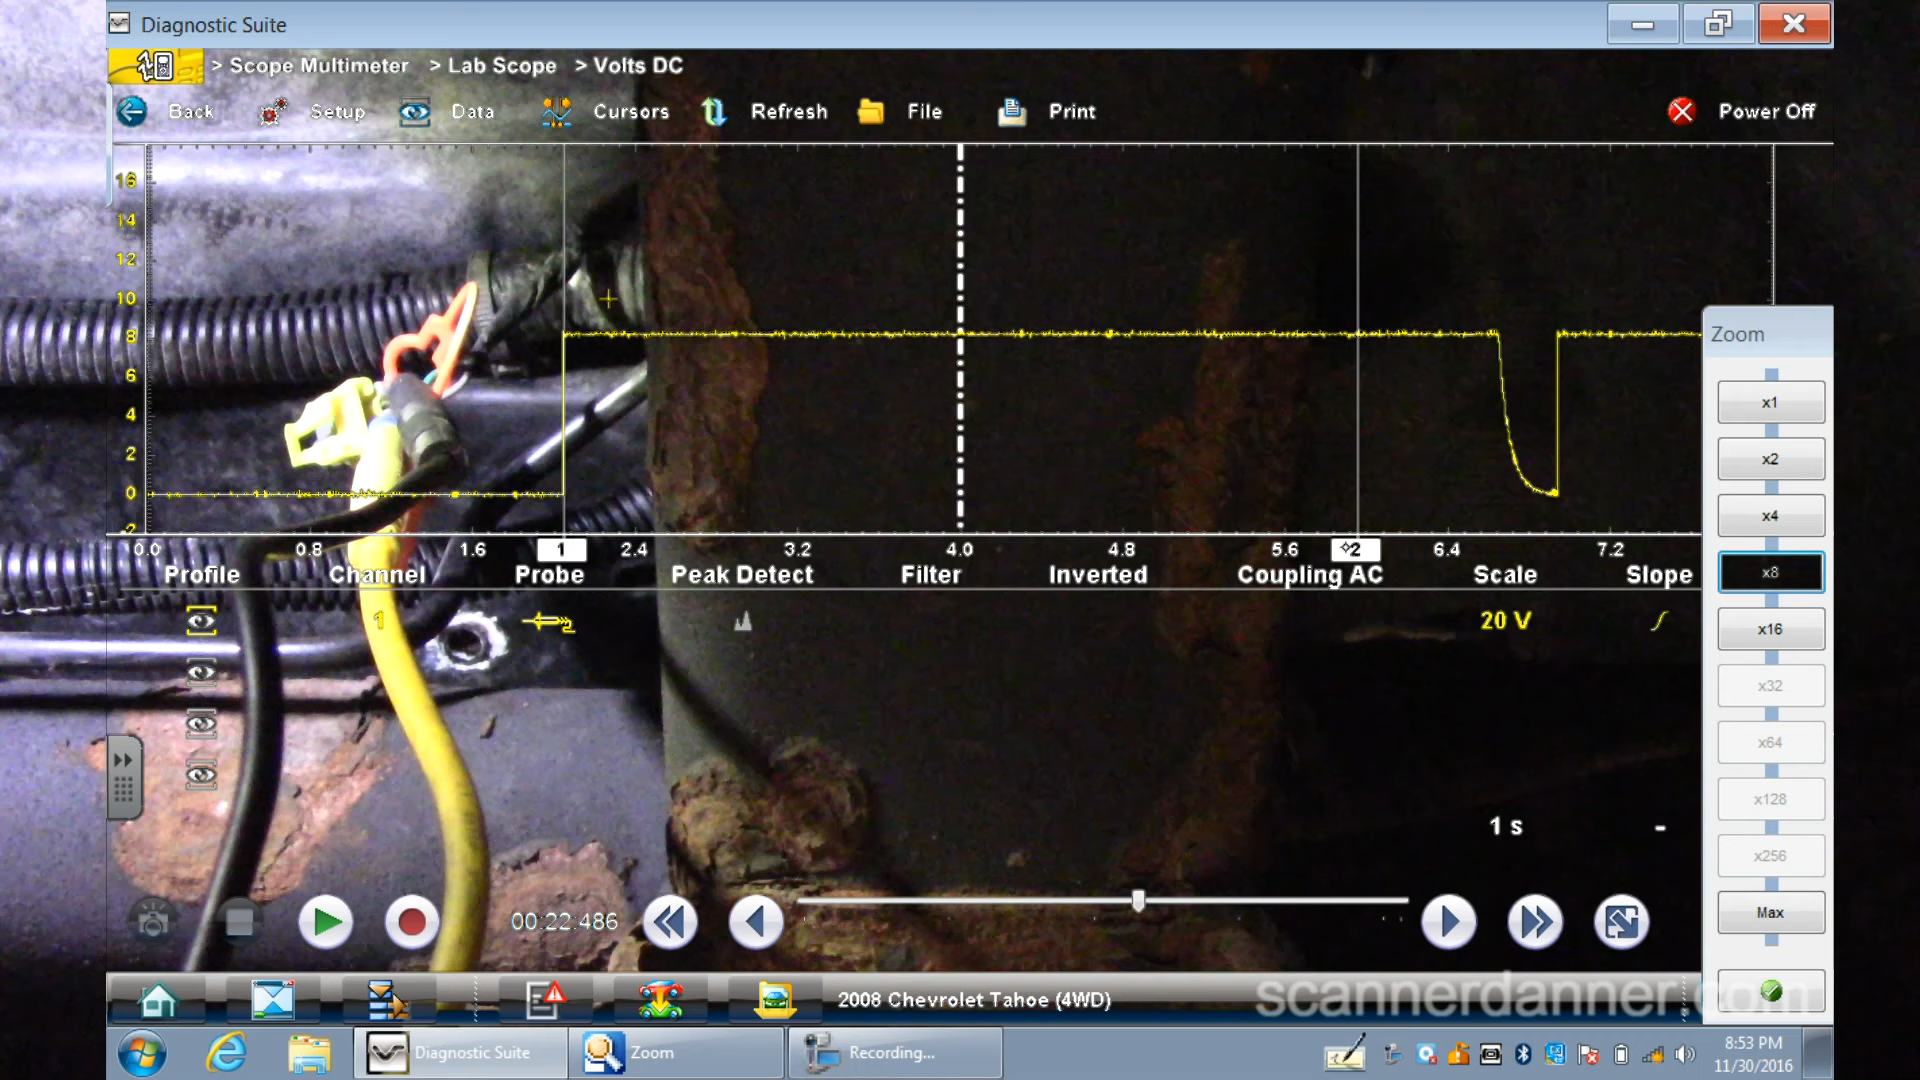 Diagnostic Suite
> Scope Multimeter > Lab Scope > Volts DC
Back Setup Data Cursors Refresh File Print Power Off
16
14
12
10
8
6
4
2
0
-2
Zoom
x1
x2
x4
x8
x16
x32
x64
x128
x256
Max
0.0 0.8 1.6 1 2.4 3.2 4.0 4.8 5.6 2 6.4 7.2
Profile Channel Probe Peak Detect Filter Inverted Coupling AC Scale Slope
1 20 V
1 s -
00:22:486
2008 Chevrolet Tahoe (4WD)
scannerdanner.com
Diagnostic Suite Zoom Recording...
8:53 PM
11/30/2016